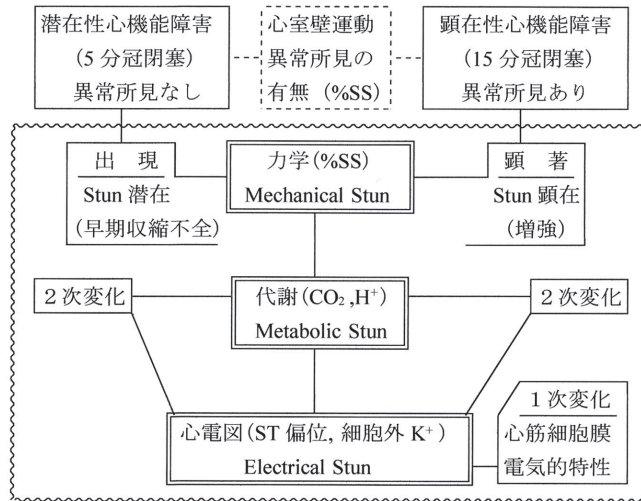 潜在性心機能障害
(5分冠閉塞)
異常所見なし
心室壁運動
異常所見の
有無(%SS)
顕在性心機能障害
(15分冠閉塞)
異常所見あり
出 現
Stun 潜在
(早期収縮不全)
力学(%SS)
Mechanical Stun
顕 著
Stun 顕在
(増強)
2次変化
代謝(CO₂,H⁺)
Metabolic Stun
2次変化
心電図(ST 偏位, 細胞外 K⁺)
Electrical Stun
1次変化
心筋細胞膜
電気的特性